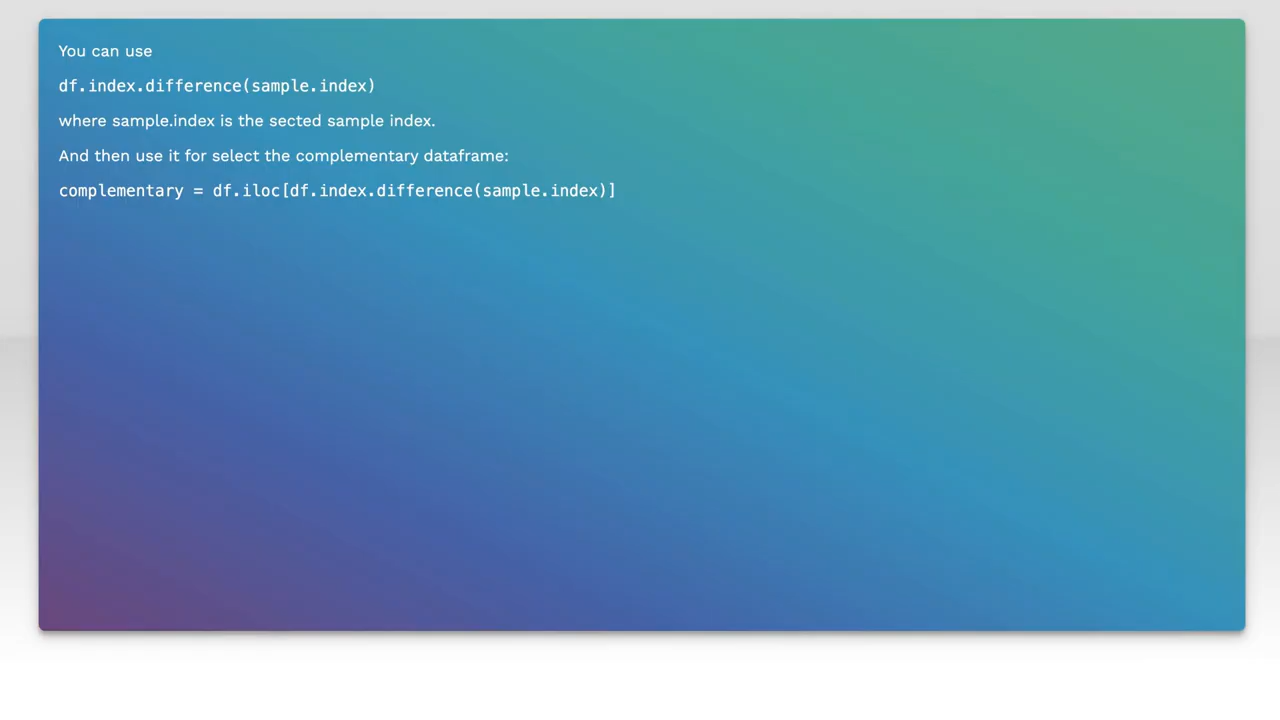 You can use
df.index.difference(sample.index)
where sample.index is the sected sample index.
And then use it for select the complementary dataframe:
complementary = df.iloc[df.index.difference(sample.index)]